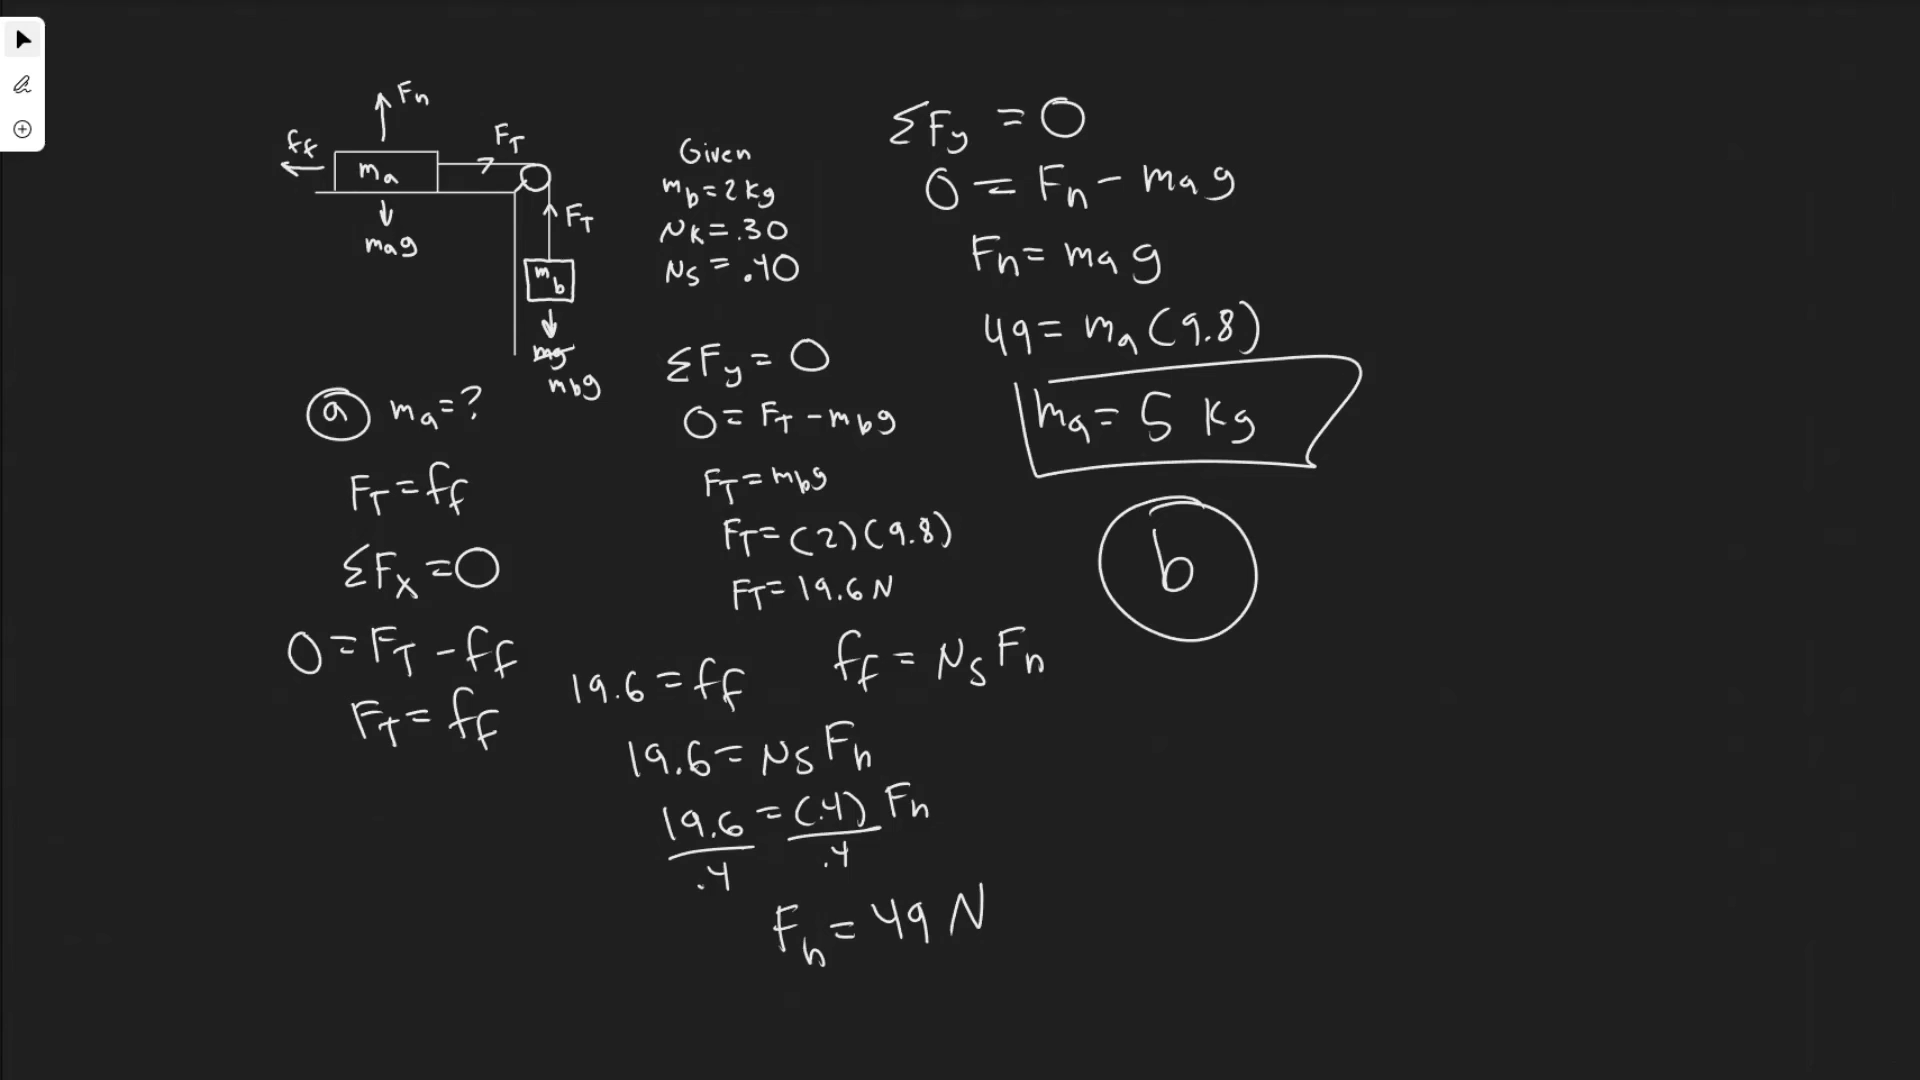 Fn
ff
FT
ma
mag
FT
mb
mg
mbg
Given
mb = 2 kg
μk = .30
μs = .40
a ma = ?
FT = ff
ΣFx = 0
0 = FT - ff
FT = ff
ΣFy = 0
0 = FT - mbg
FT = mbg
FT = (2)(9.8)
FT = 19.6 N
19.6 = ff
ff = μs Fn
19.6 = μs Fn
19.6 = (.4) Fn
.4 .4
Fn = 49 N
ΣFy = 0
0 = Fn - mag
Fn = mag
49 = ma (9.8)
ma = 5 kg
b